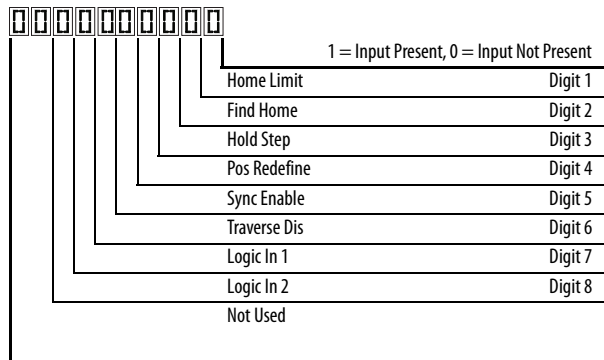 0000000000
1 = Input Present, 0 = Input Not Present
Home Limit Digit 1
Find Home Digit 2
Hold Step Digit 3
Pos Redefine Digit 4
Sync Enable Digit 5
Traverse Dis Digit 6
Logic In 1 Digit 7
Logic In 2 Digit 8
Not Used